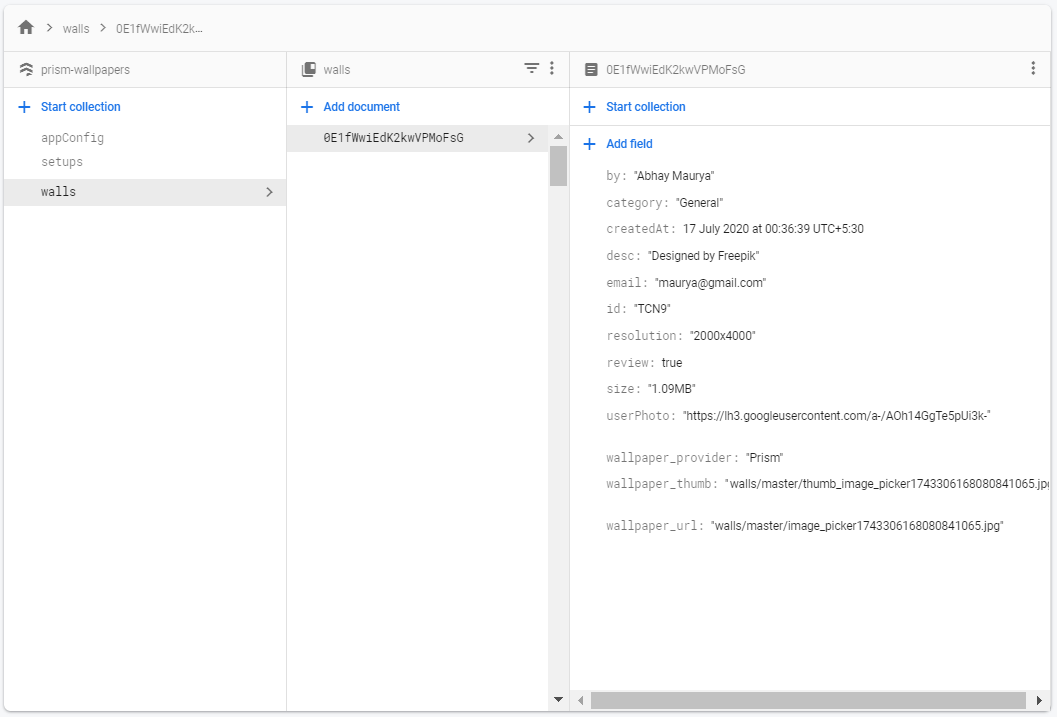 walls 0E1fWwiEdK2k...
prism-wallpapers
Start collection
appConfig
setups
walls
walls
Add document
0E1fWwiEdK2kwVPMoFsG
0E1fWwiEdK2kwVPMoFsG
Start collection
Add field
by: "Abhay Maurya"
category: "General"
createdAt: 17 July 2020 at 00:36:39 UTC+5:30
desc: "Designed by Freepik"
email: "maurya@gmail.com"
id: "TCN9"
resolution: "2000x4000"
review: true
size: "1.09MB"
userPhoto: "https://lh3.googleusercontent.com/a-/AOh14GgTe5pUi3k-"
wallpaper_provider: "Prism"
wallpaper_thumb: "walls/master/thumb_image_picker1743306168080841065.jpg
wallpaper_url: "walls/master/image_picker1743306168080841065.jpg"